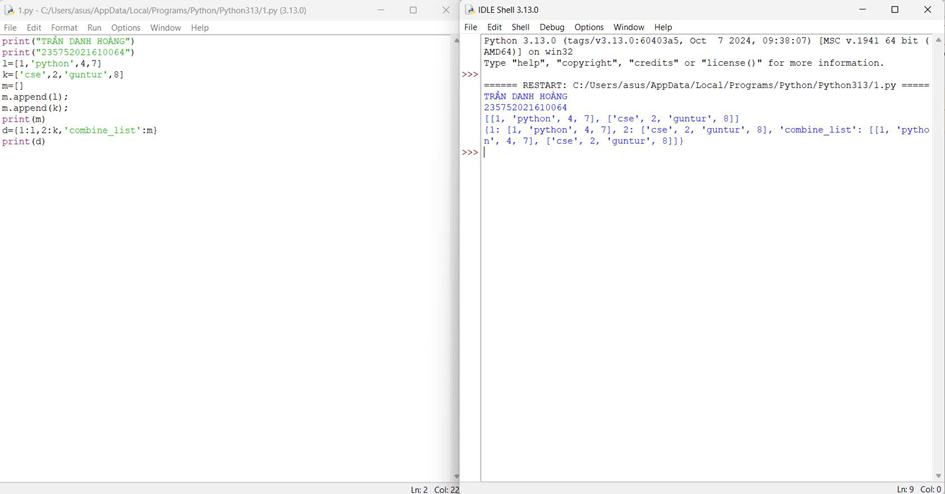 1.py - C:/Users/asus/AppData/Local/Programs/Python/Python313/1.py (3.13.0)
File Edit Format Run Options Window Help
print("TRẦN DANH HOÀNG")
print("235752021610064")
l=[1,'python',4,7]
k=['cse',2,'guntur',8]
m=[]
m.append(l);
m.append(k);
print(m)
d={1:l,2:k,'combine_list':m}
print(d)
Ln: 2 Col: 22
IDLE Shell 3.13.0
File Edit Shell Debug Options Window Help
Python 3.13.0 (tags/v3.13.0:60403a5, Oct  7 2024, 09:38:07) [MSC v.1941 64 bit (
AMD64)] on win32
Type "help", "copyright", "credits" or "license()" for more information.
>>>
====== RESTART: C:/Users/asus/AppData/Local/Programs/Python/Python313/1.py =====
TRẦN DANH HOÀNG
235752021610064
[[1, 'python', 4, 7], ['cse', 2, 'guntur', 8]]
{1: [1, 'python', 4, 7], 2: ['cse', 2, 'guntur', 8], 'combine_list': [[1, 'pytho
n', 4, 7], ['cse', 2, 'guntur', 8]]}
>>>
Ln: 9 Col: 0